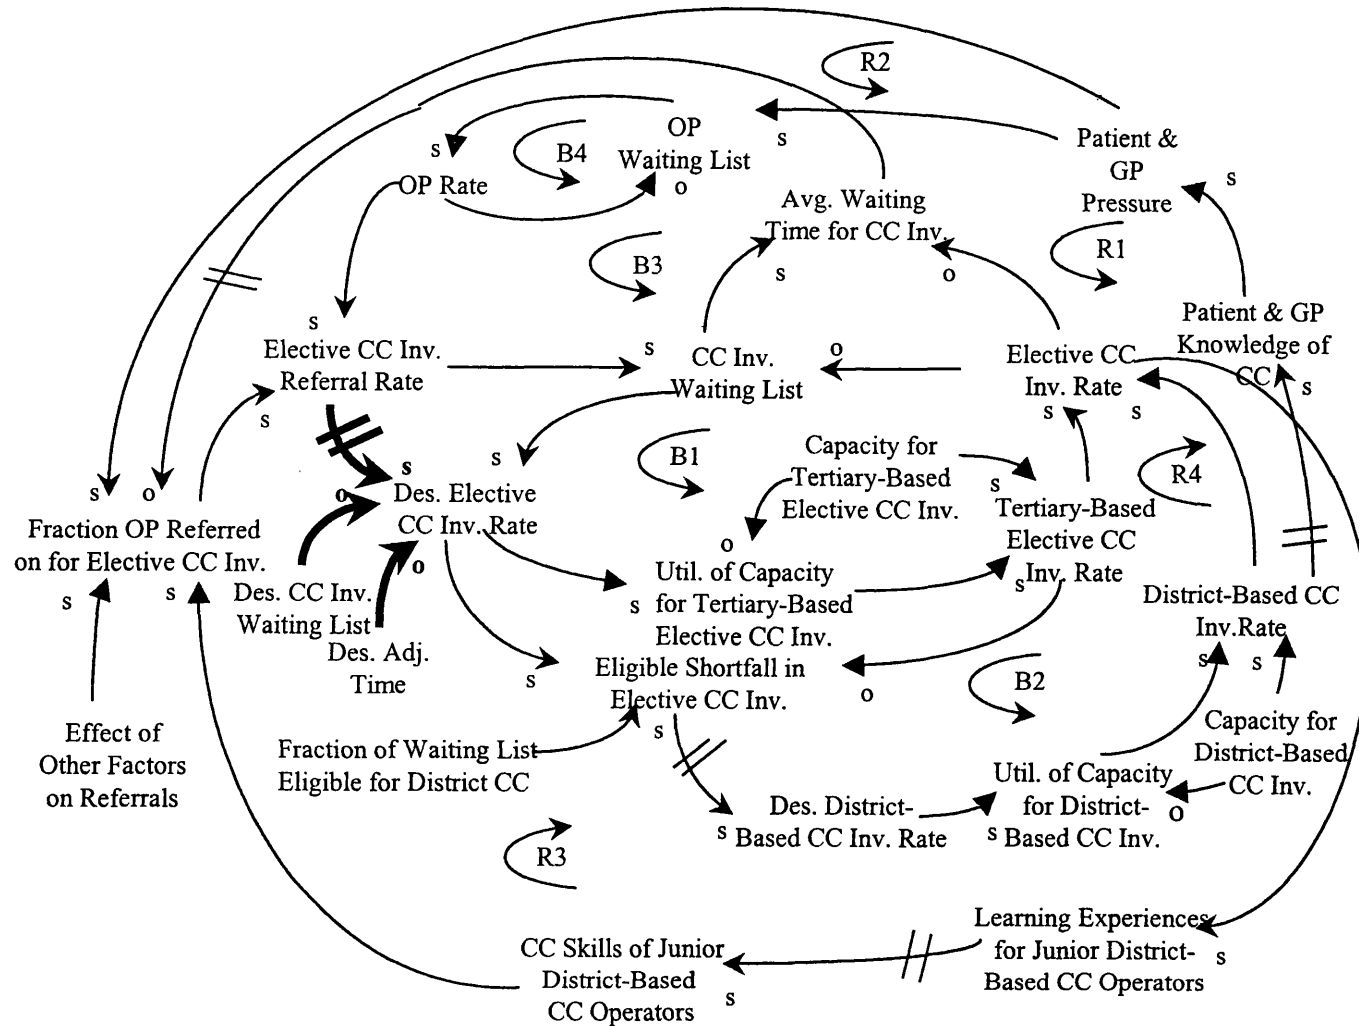 R2
s
OP
Waiting List
o
B4
s
OP Rate
s
Patient &
GP
Pressure
s
Avg. Waiting
Time for CC Inv.
s
o
B3
R1
Patient & GP
Knowledge of
CC
s
s
Elective CC Inv.
Referral Rate
s
s
CC Inv.
Waiting List
o
Elective CC
Inv. Rate
s
s
B1
Capacity for
Tertiary-Based
Elective CC Inv.
s
R4
s
o
Fraction OP Referred
on for Elective CC Inv.
s
s
s
s
o
Des. Elective
CC Inv. Rate
o
Des. CC Inv.
Waiting List
Des. Adj.
Time
o
Util. of Capacity
for Tertiary-Based
Elective CC Inv.
s
Tertiary-Based
Elective CC
Inv. Rate
s
District-Based CC
Inv.Rate
s
s
Eligible Shortfall in
Elective CC Inv.
s
o
s
B2
Effect of
Other Factors
on Referrals
Fraction of Waiting List
Eligible for District CC
Capacity for
District-Based
CC Inv.
Des. District-
Based CC Inv. Rate
s
Util. of Capacity
for District-
Based CC Inv.
s
o
R3
Learning Experiences
for Junior District-
Based CC Operators
s
CC Skills of Junior
District-Based
CC Operators
s